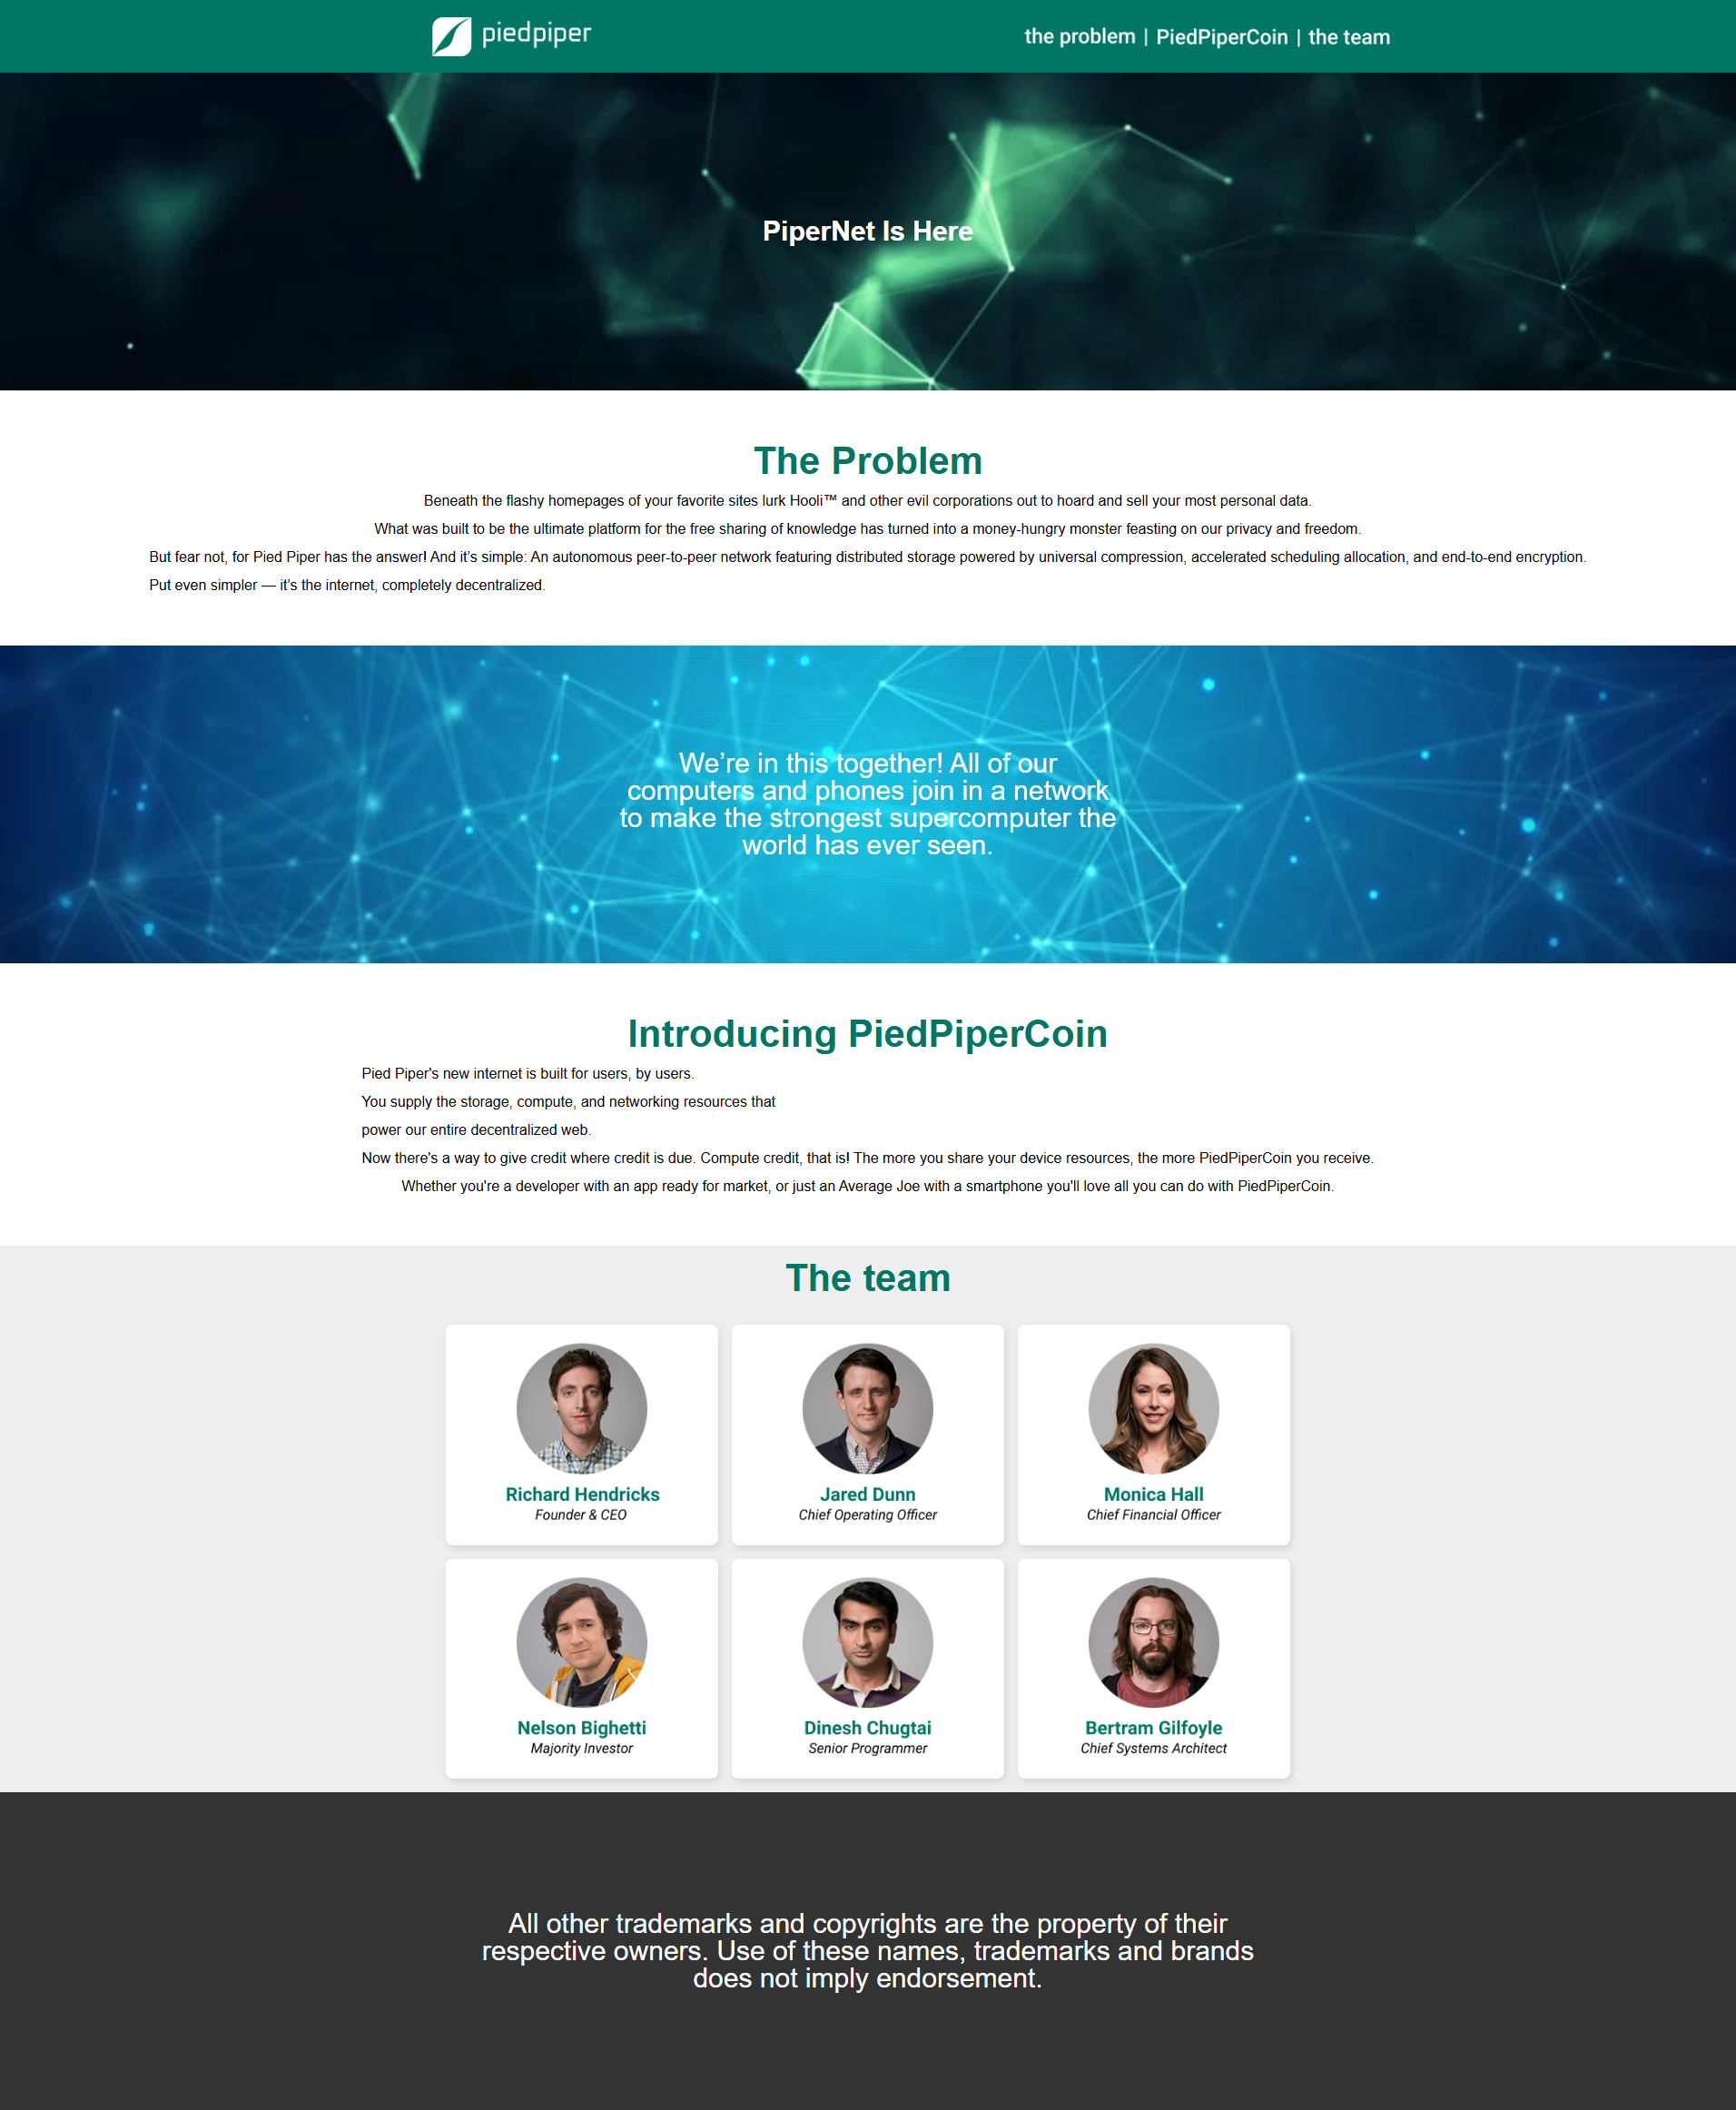 piedpiper
the problem | PiedPiperCoin | the team
PiperNet Is Here
The Problem
Beneath the flashy homepages of your favorite sites lurk Hooli™ and other evil corporations out to hoard and sell your most personal data.
What was built to be the ultimate platform for the free sharing of knowledge has turned into a money-hungry monster feasting on our privacy and freedom.
But fear not, for Pied Piper has the answer! And it’s simple: An autonomous peer-to-peer network featuring distributed storage powered by universal compression, accelerated scheduling allocation, and end-to-end encryption.
Put even simpler — it’s the internet, completely decentralized.
We’re in this together! All of our
computers and phones join in a network
to make the strongest supercomputer the
world has ever seen.
Introducing PiedPiperCoin
Pied Piper's new internet is built for users, by users.
You supply the storage, compute, and networking resources that
power our entire decentralized web.
Now there's a way to give credit where credit is due. Compute credit, that is! The more you share your device resources, the more PiedPiperCoin you receive.
Whether you're a developer with an app ready for market, or just an Average Joe with a smartphone you'll love all you can do with PiedPiperCoin.
The team
Richard Hendricks
Founder & CEO
Jared Dunn
Chief Operating Officer
Monica Hall
Chief Financial Officer
Nelson Bighetti
Majority Investor
Dinesh Chugtai
Senior Programmer
Bertram Gilfoyle
Chief Systems Architect
All other trademarks and copyrights are the property of their
respective owners. Use of these names, trademarks and brands
does not imply endorsement.